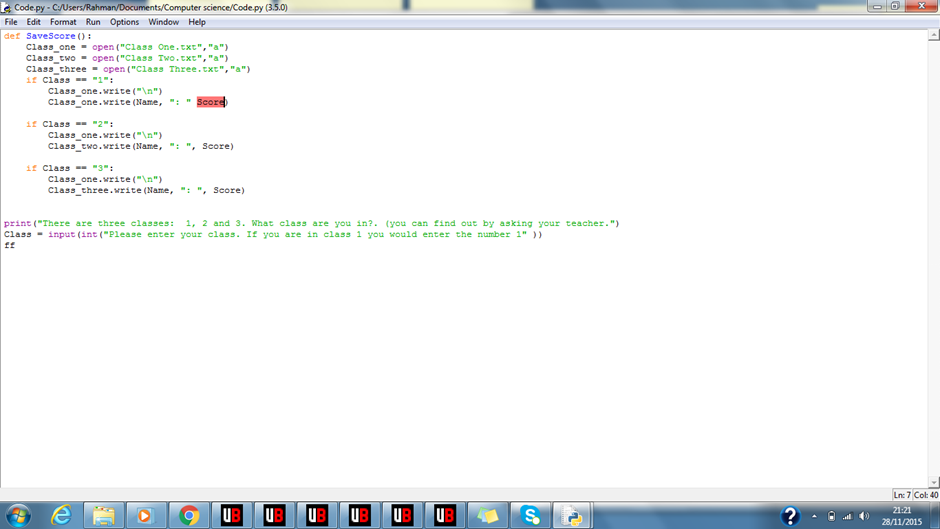 Code.py - C:/Users/Rahman/Documents/Computer science/Code.py (3.5.0)
File Edit Format Run Options Window Help
def SaveScore():
    Class_one = open("Class One.txt","a")
    Class_two = open("Class Two.txt","a")
    Class_three = open("Class Three.txt","a")
    if Class == "1":
        Class_one.write("\n")
        Class_one.write(Name, ": " Score)
    if Class == "2":
        Class_one.write("\n")
        Class_two.write(Name, ": ", Score)
    if Class == "3":
        Class_one.write("\n")
        Class_three.write(Name, ": ", Score)
print("There are three classes:  1, 2 and 3. What class are you in?. (you can find out by asking your teacher.")
Class = input(int("Please enter your class. If you are in class 1 you would enter the number 1" ))
ff
Ln: 7 Col: 40
UB UB UB UB UB UB
21:21
28/11/2015